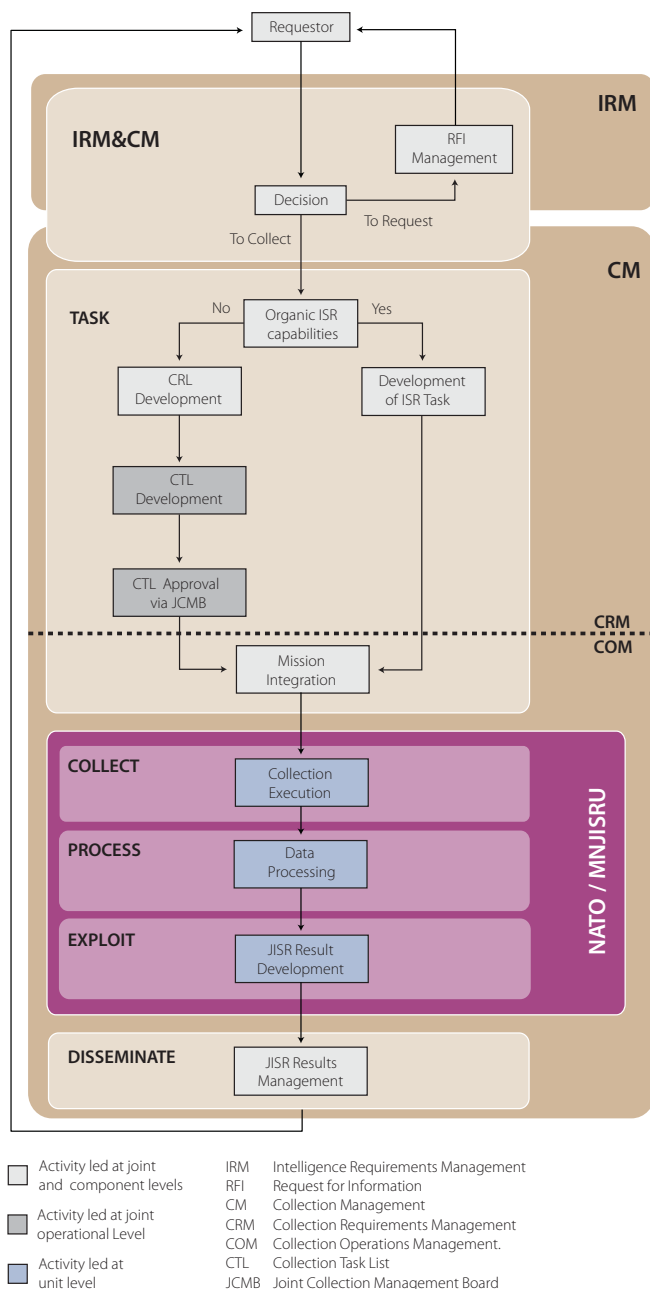 Requestor
IRM
IRM&CM
RFI
Management
Decision
To Request
To Collect
CM
TASK
No
Organic ISR
capabilities
Yes
CRL
Development
Development
of ISR Task
CTL
Development
CTL Approval
via JCMB
CRM
COM
Mission
Integration
COLLECT
Collection
Execution
NATO / MNJISRU
PROCESS
Data
Processing
EXPLOIT
JISR Result
Development
DISSEMINATE
JISR Results
Management
Activity led at joint
and component levels
Activity led at joint
operational Level
Activity led at
unit level
IRM Intelligence Requirements Management
RFI Request for Information
CM Collection Management
CRM Collection Requirements Management
COM Collection Operations Management.
CTL Collection Task List
JCMB Joint Collection Management Board